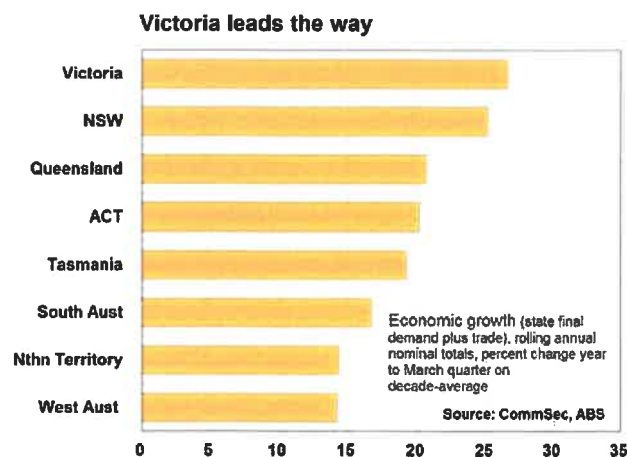 Victoria leads the way
Victoria
NSW
Queensland
ACT
Tasmania
South Aust
Nthn Territory
West Aust
Economic growth (state final
demand plus trade), rolling annual
nominal totals, percent change year
to March quarter on
decade-average
Source: CommSec, ABS
0 5 10 15 20 25 30 35